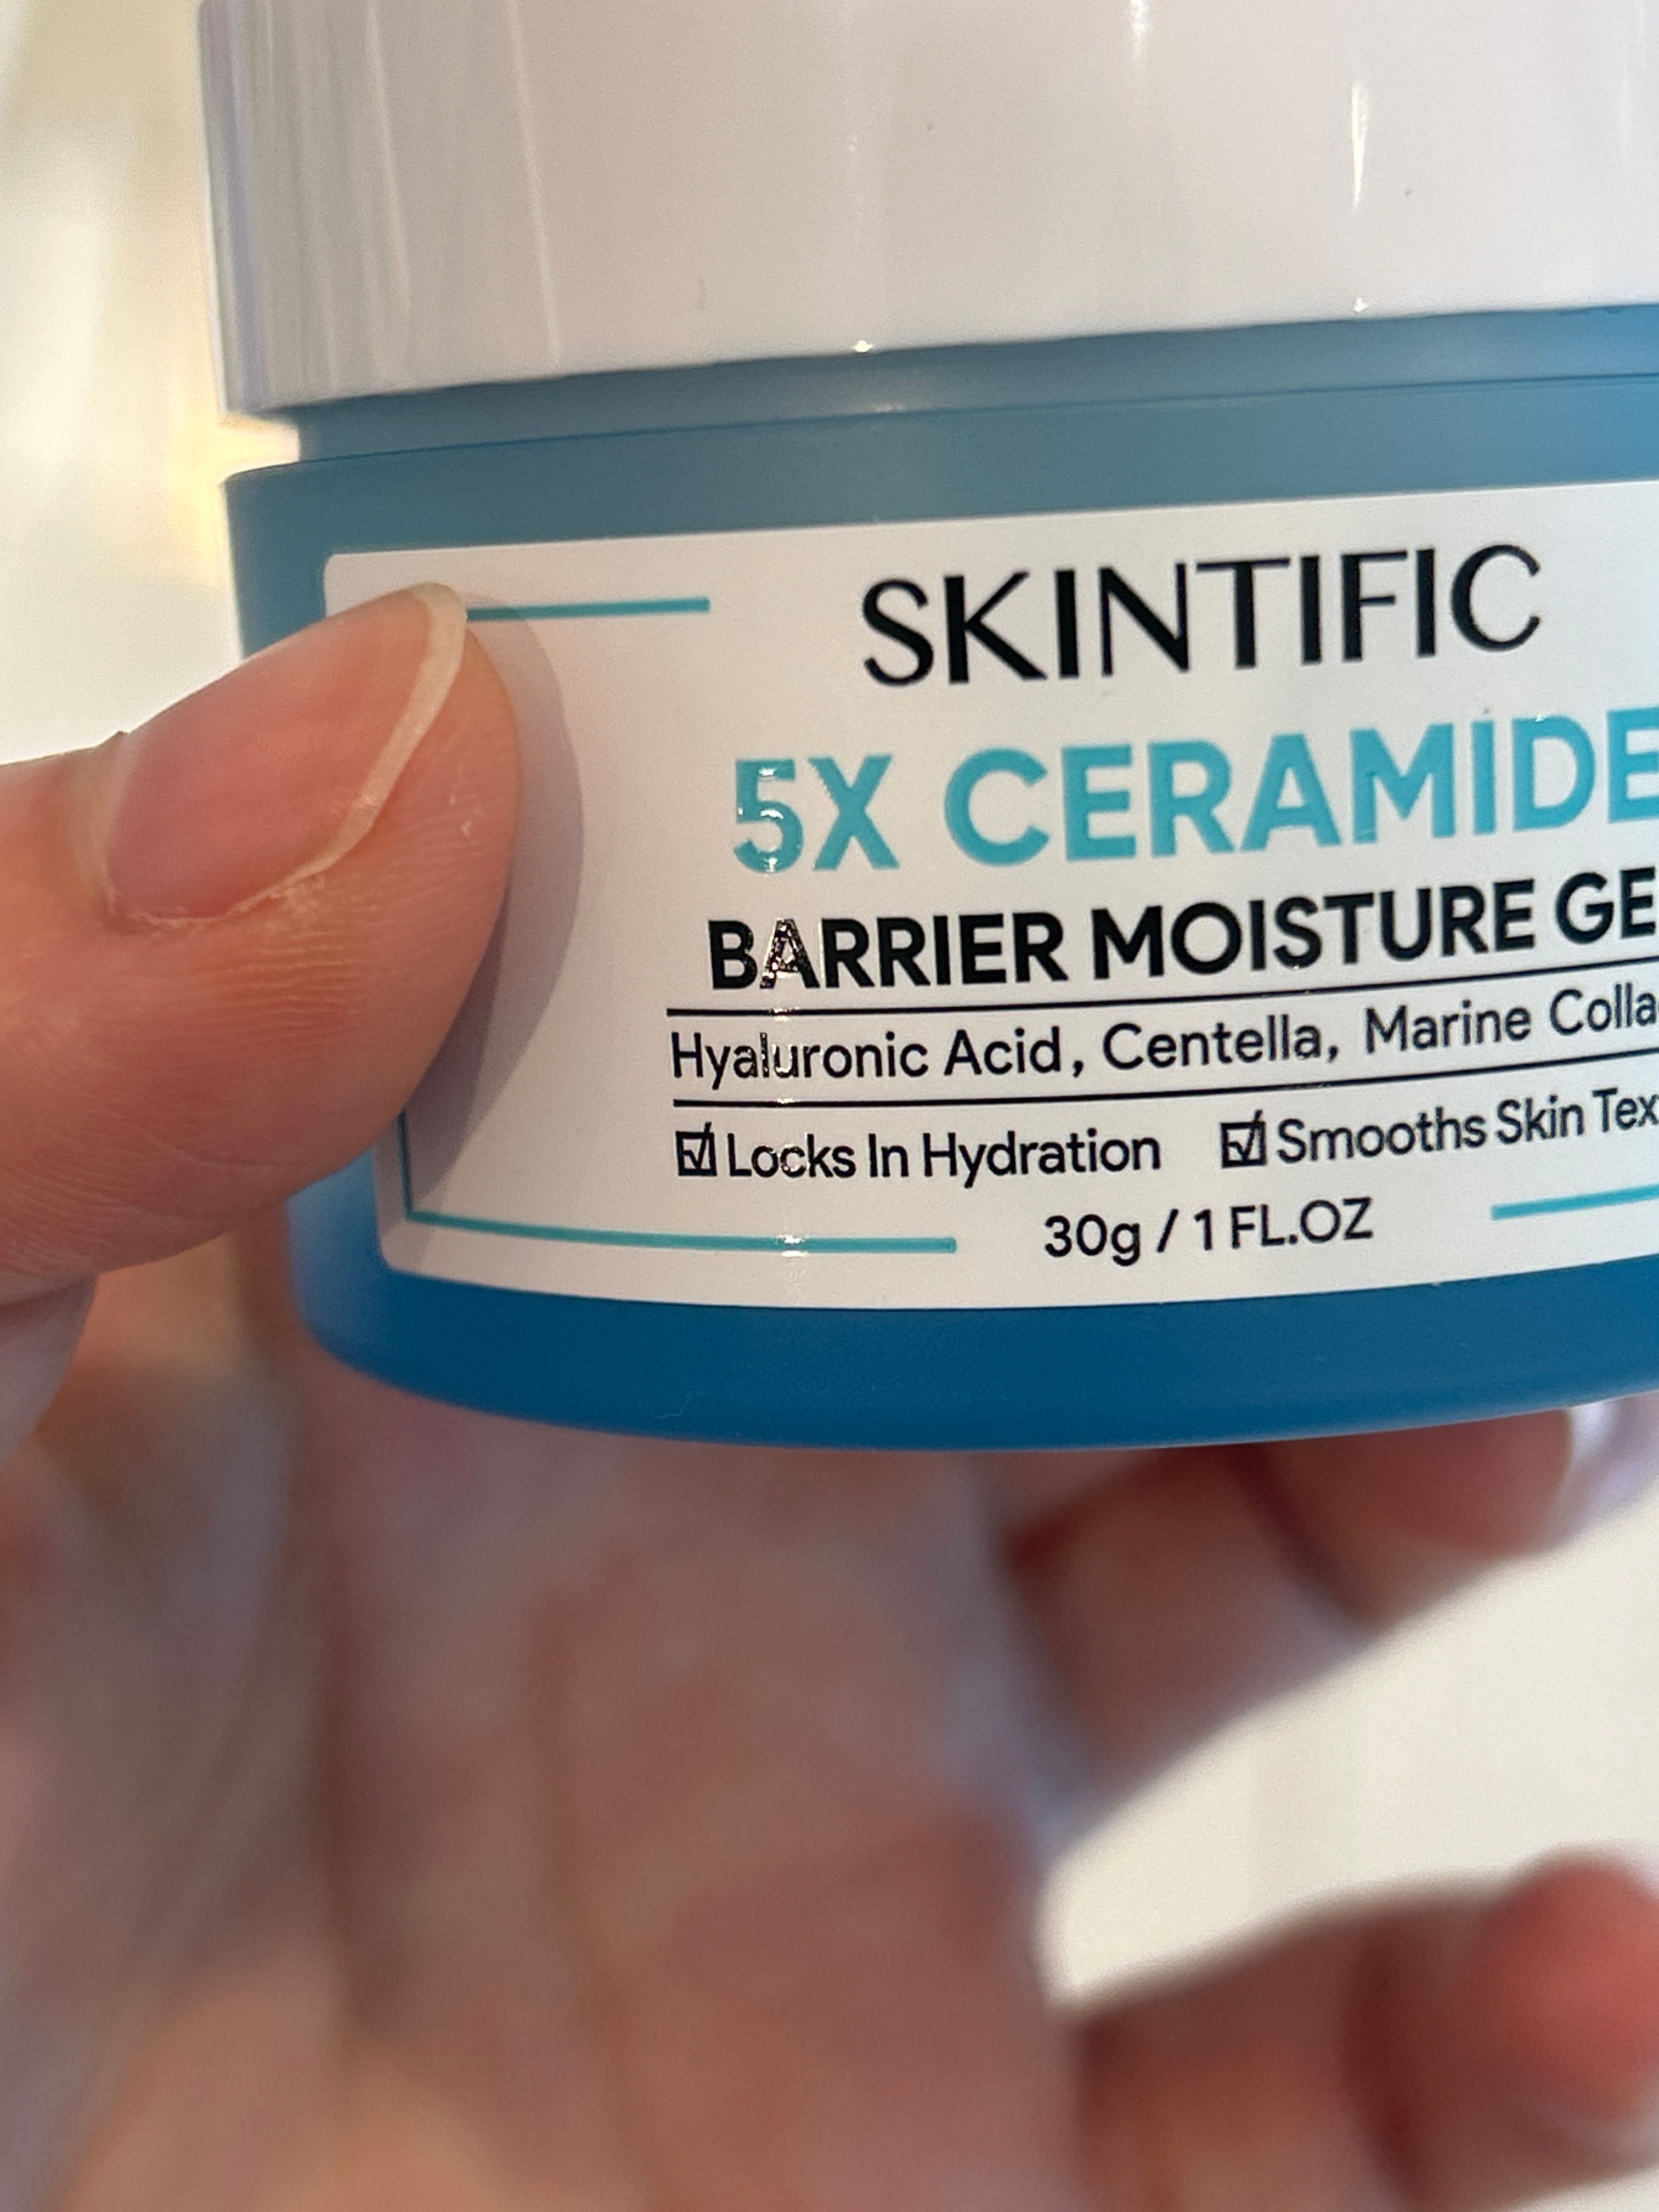 SKINTIFIC
5X CERAMIDE
BARRIER MOISTURE GE
Hyaluronic Acid, Centella, Marine Colla
☑ Locks In Hydration ☑ Smooths Skin Tex
30g / 1 FL.OZ